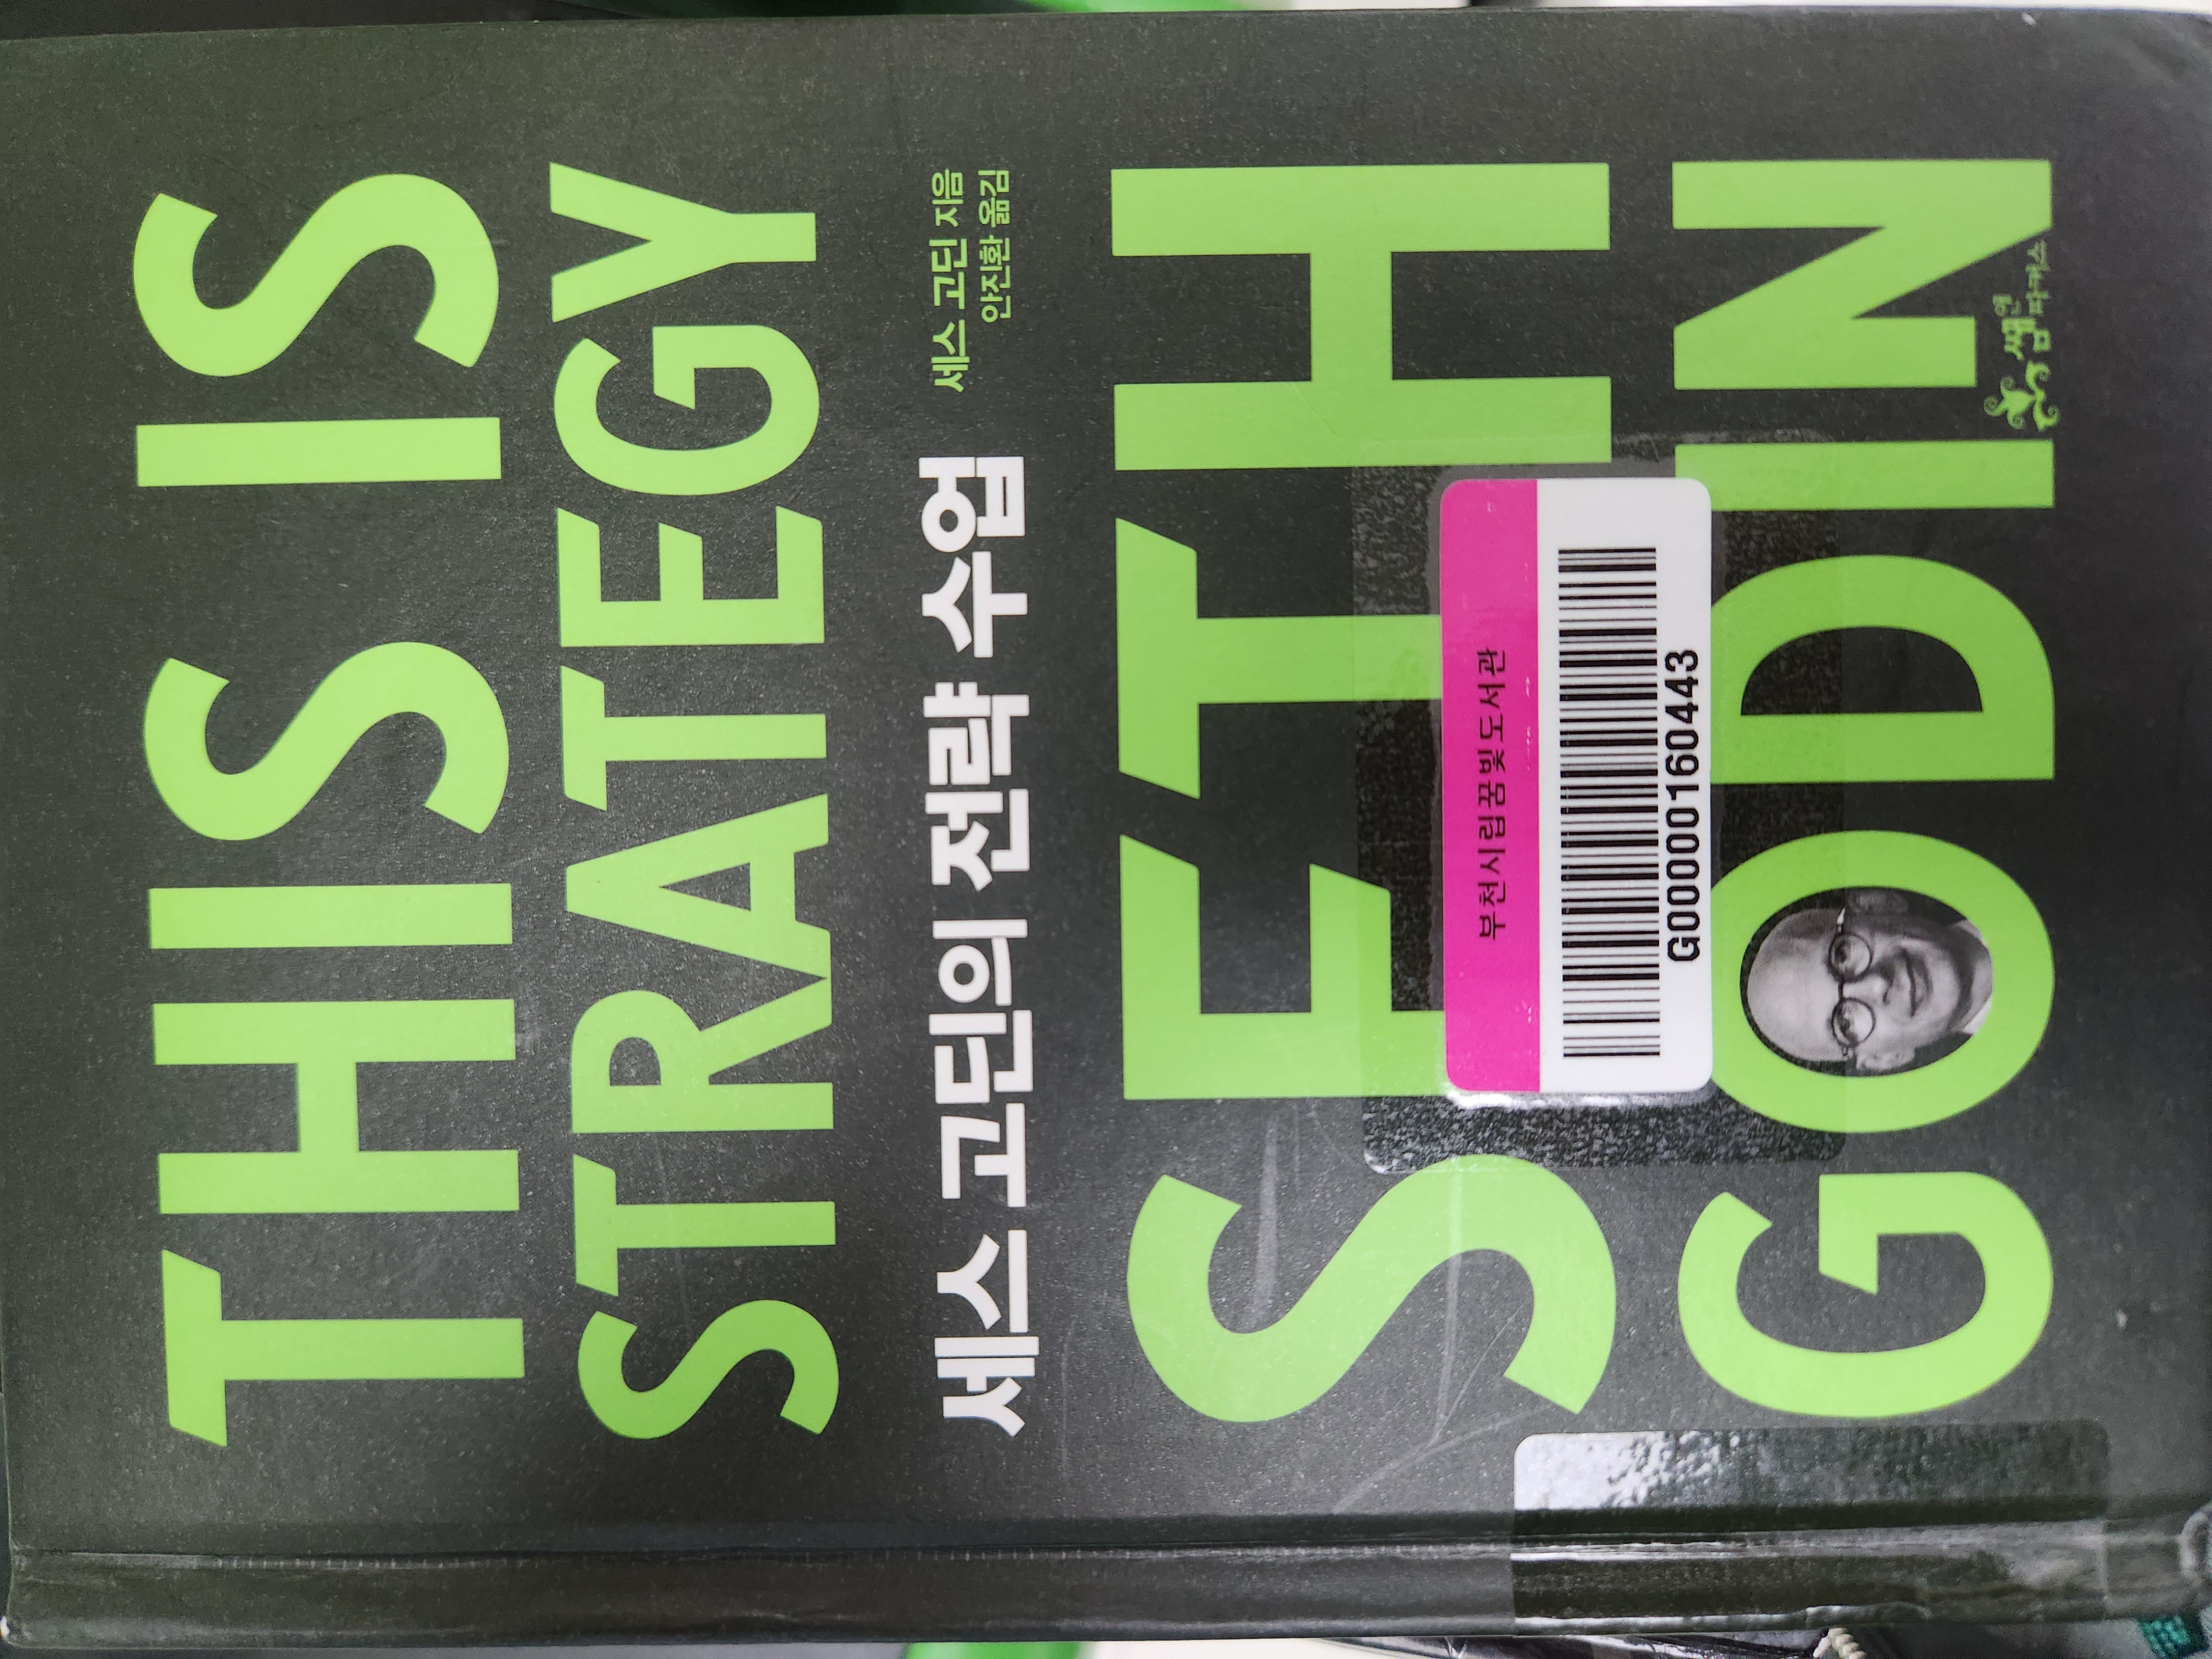 THIS IS
STRATEGY
세스 고딘의 전략 수업
세스 고딘 지음
안진환 옮김
SETH
부천시립꿈빛도서관
G000001604443
GODIN
쌤앤
파커스